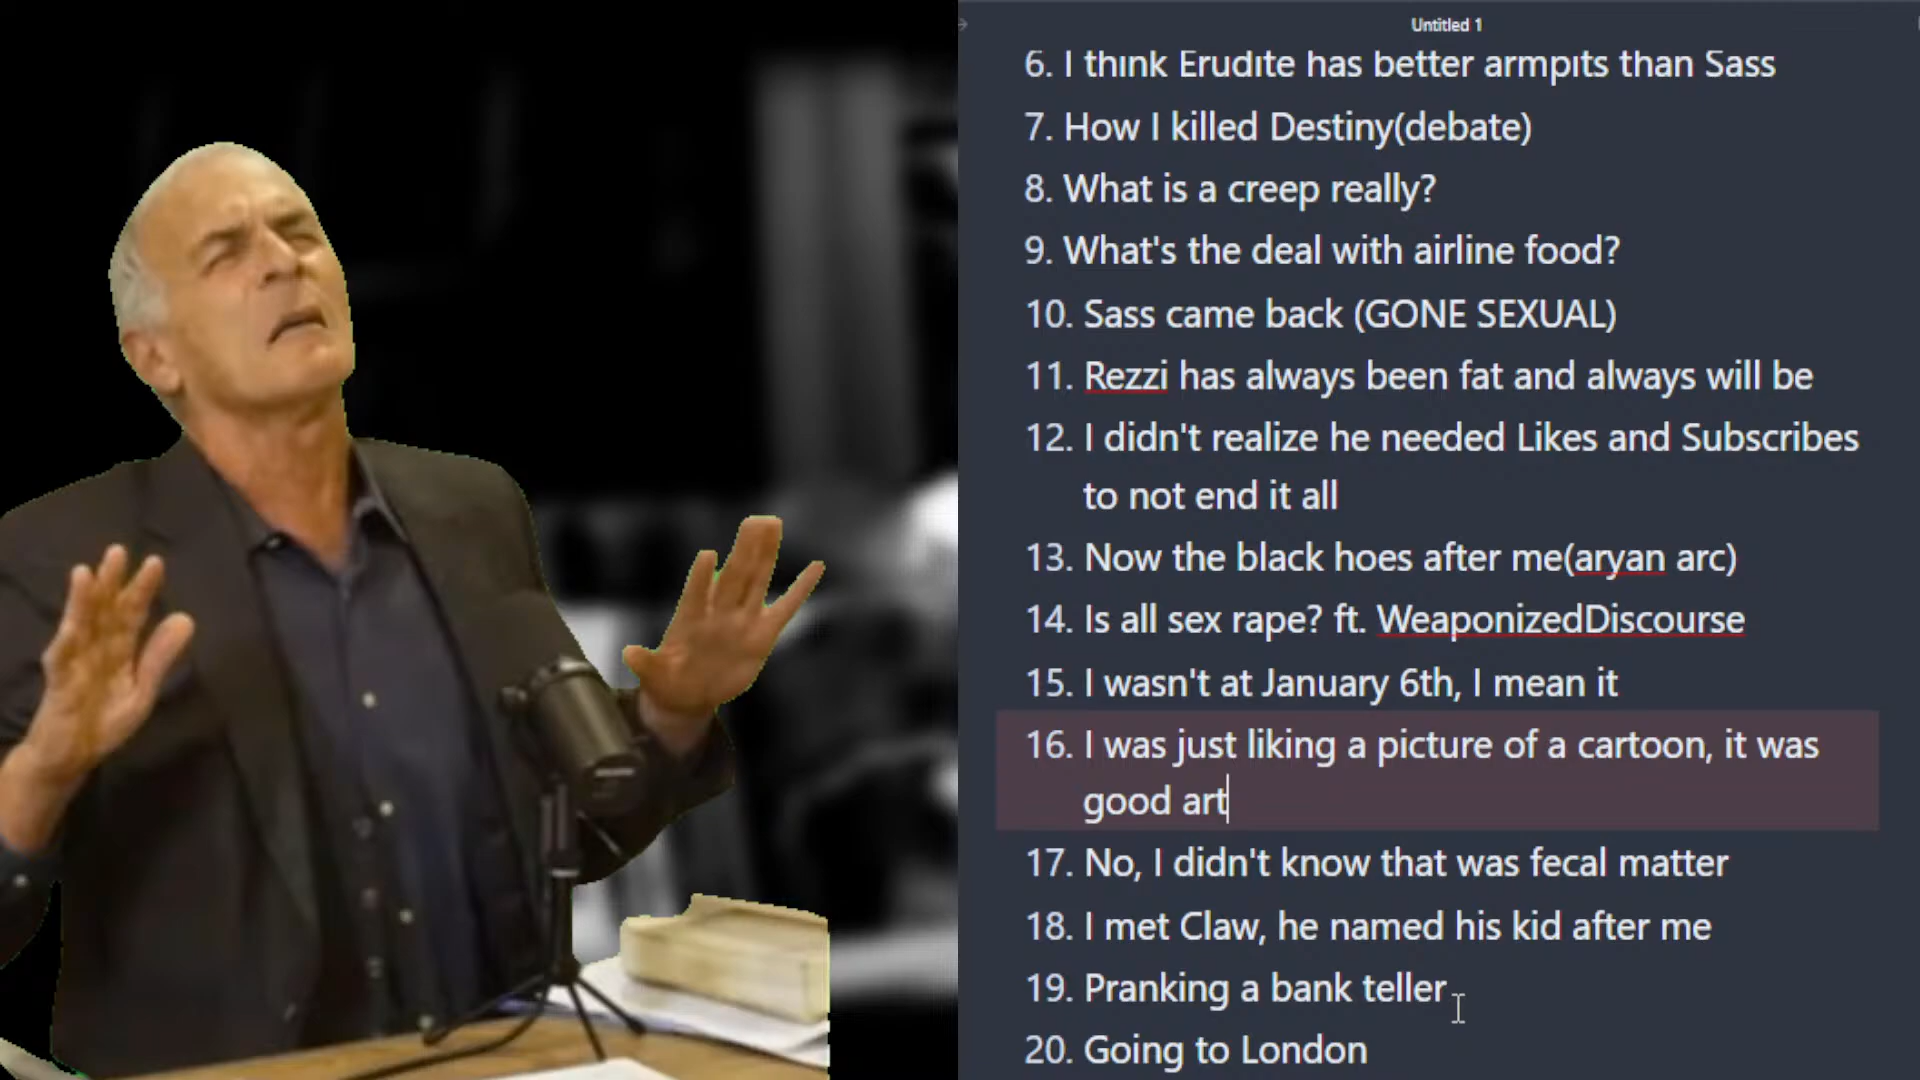 Untitled 1
6. I think Erudite has better armpits than Sass
7. How I killed Destiny(debate)
8. What is a creep really?
9. What's the deal with airline food?
10. Sass came back (GONE SEXUAL)
11. Rezzi has always been fat and always will be
12. I didn't realize he needed Likes and Subscribes
to not end it all
13. Now the black hoes after me(aryan arc)
14. Is all sex rape? ft. WeaponizedDiscourse
15. I wasn't at January 6th, I mean it
16. I was just liking a picture of a cartoon, it was
good art
17. No, I didn't know that was fecal matter
18. I met Claw, he named his kid after me
19. Pranking a bank teller
20. Going to London